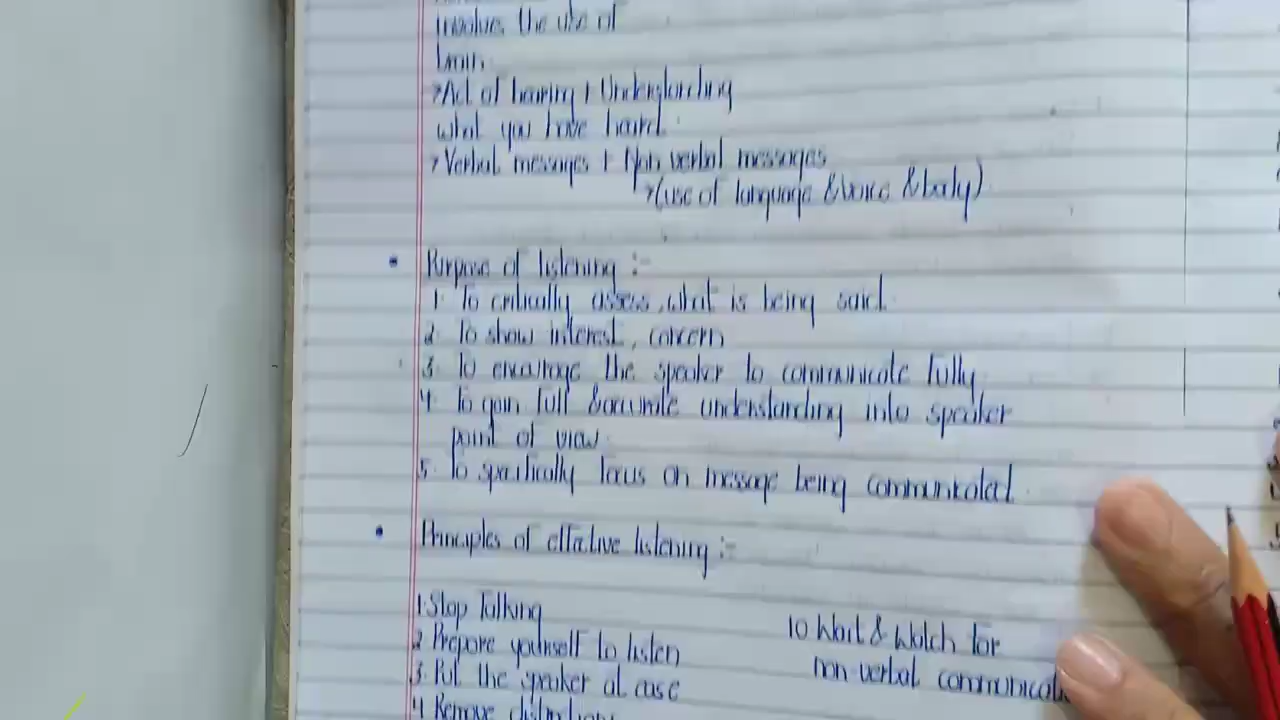 involves the use of
brain.
→Act of hearing + Understanding
what you have heard.
→Verbal messages + Non verbal messages
→(use of language & voice & body)
• Purpose of listening :-
1. To critically assess what is being said.
2. To show interest, concern
3. To encourage the speaker to communicate fully
4. To gain full & accurate understanding into speaker
point of view.
5. To specifically focus on message being communicated.
• Principles of effective listening :-
1. Stop Talking
2. Prepare yourself to listen
3. Put the speaker at ease
4. Remove distractions
10 Wait & Watch for
non verbal